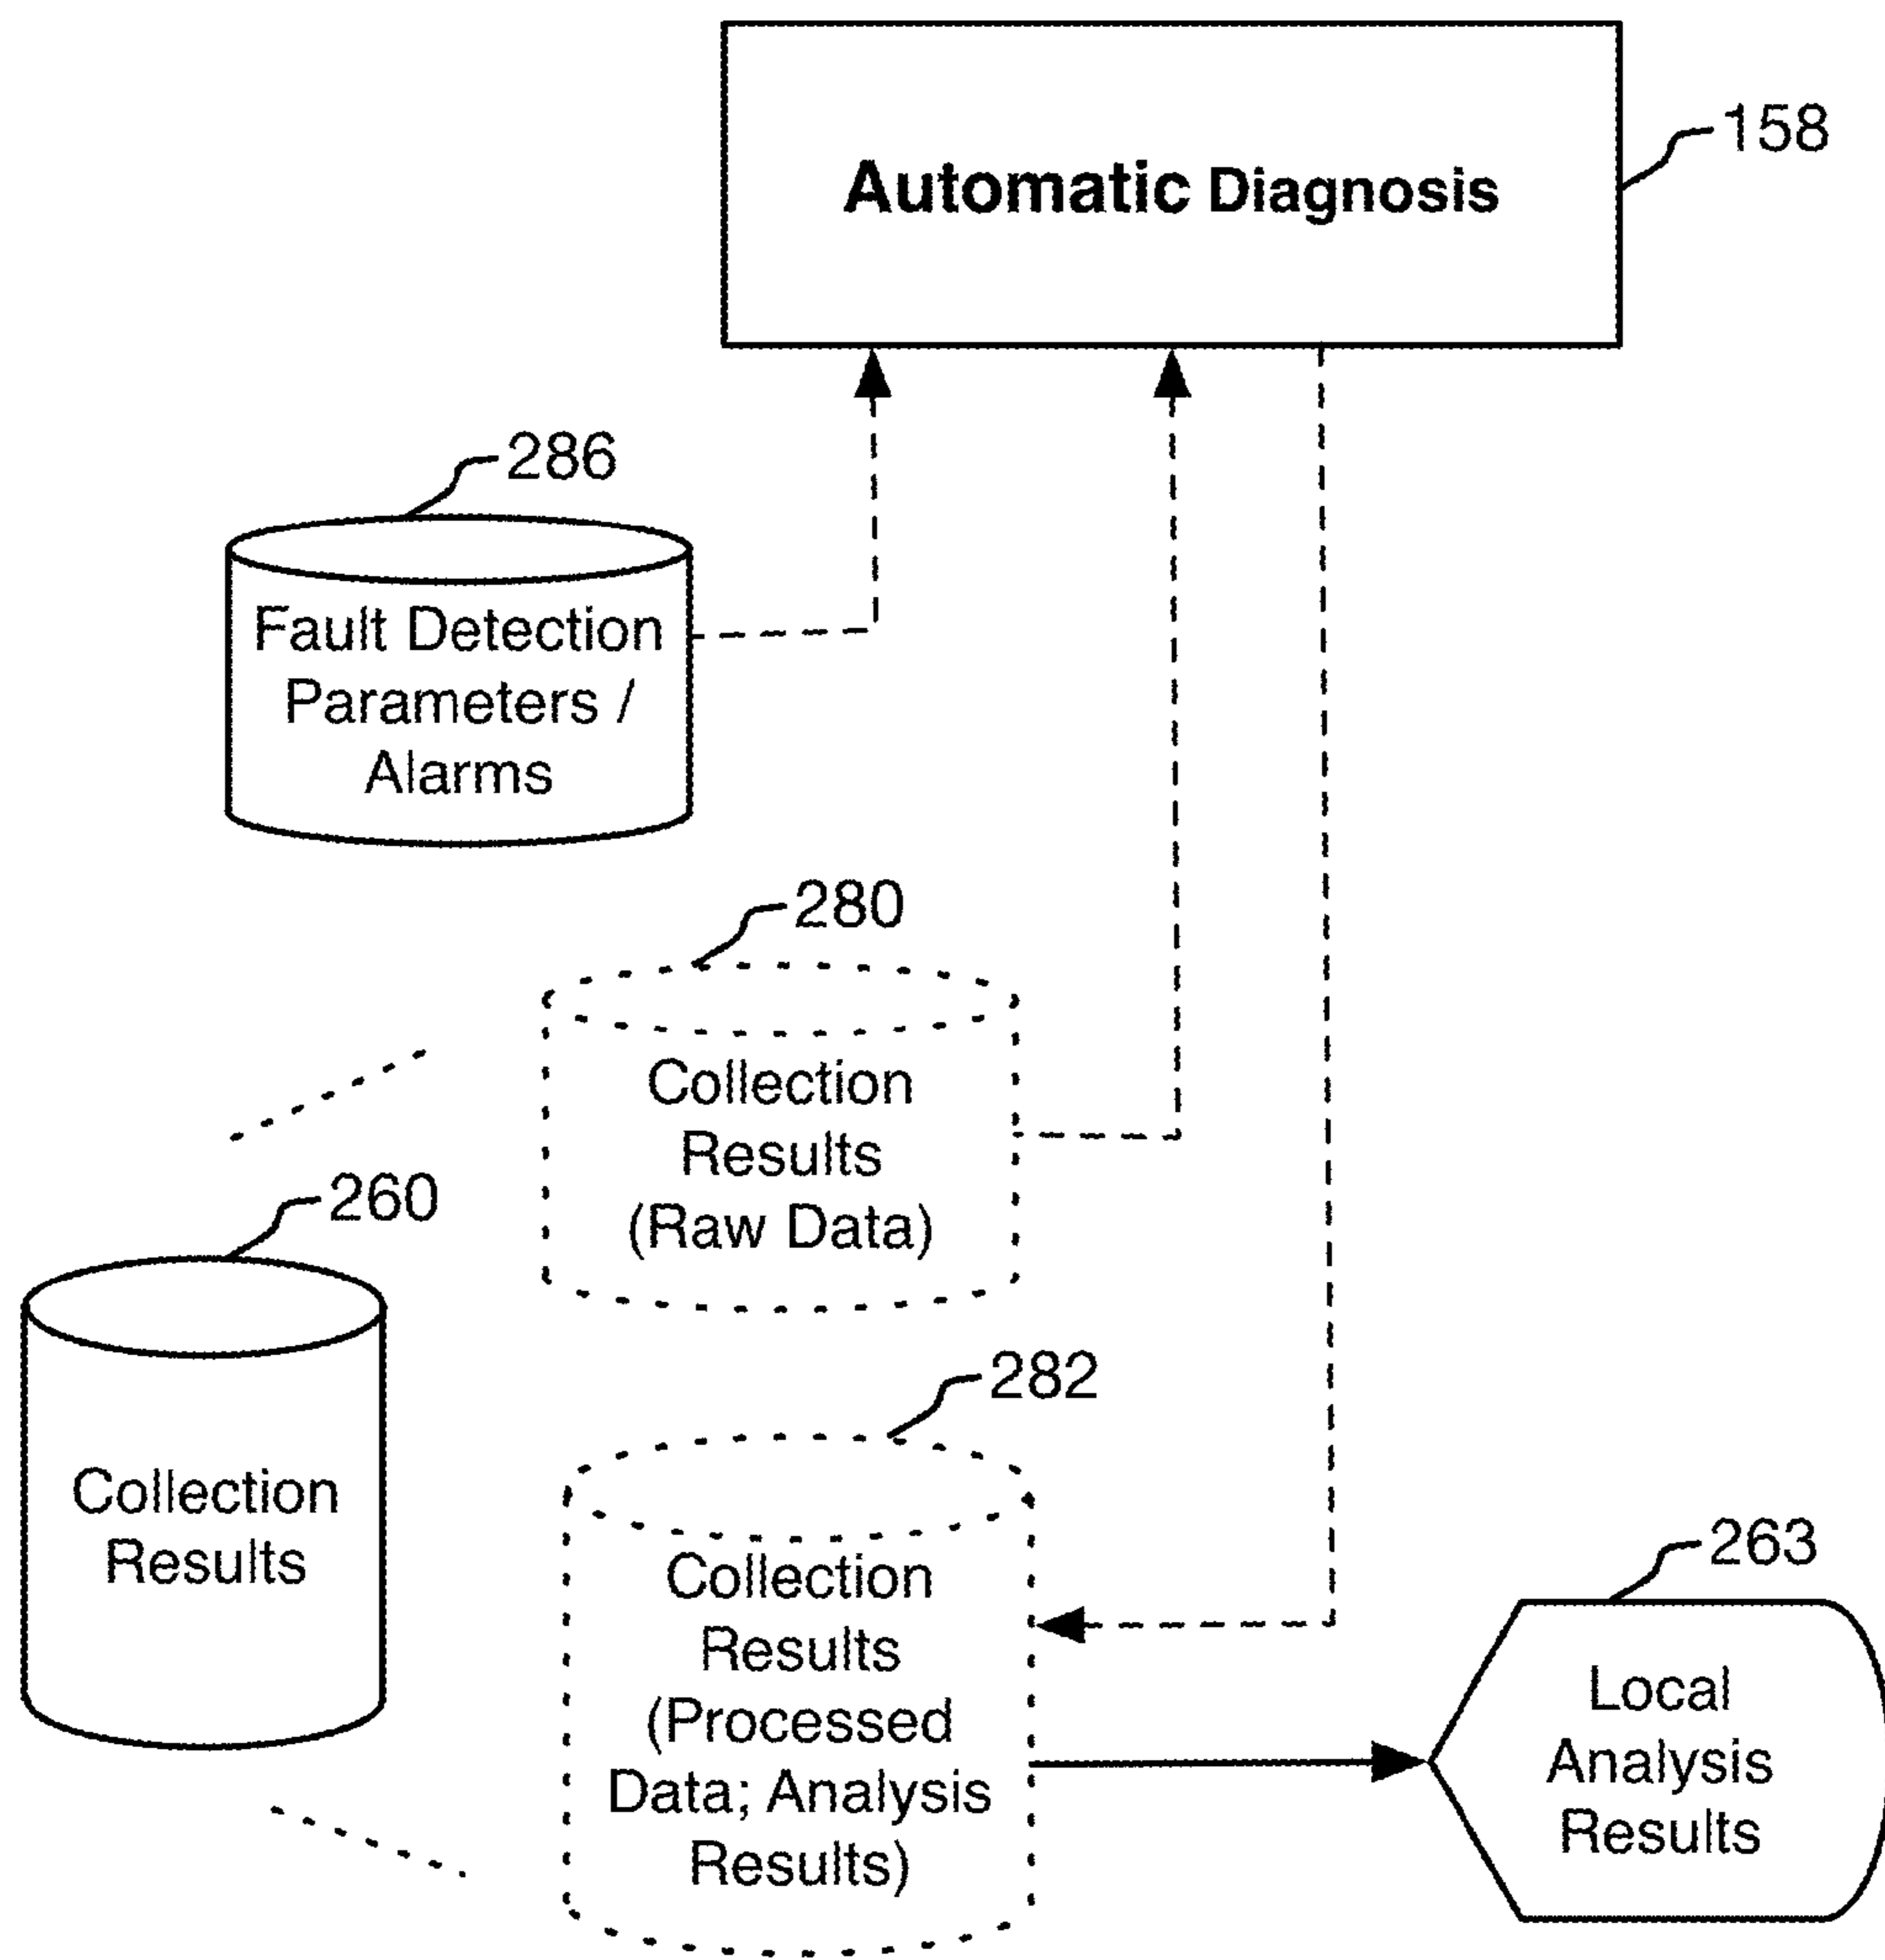 Automatic Diagnosis
158
286
Fault Detection
Parameters /
Alarms
280
Collection
Results
(Raw Data)
260
Collection
Results
282
Collection
Results
(Processed
Data; Analysis
Results)
263
Local
Analysis
Results